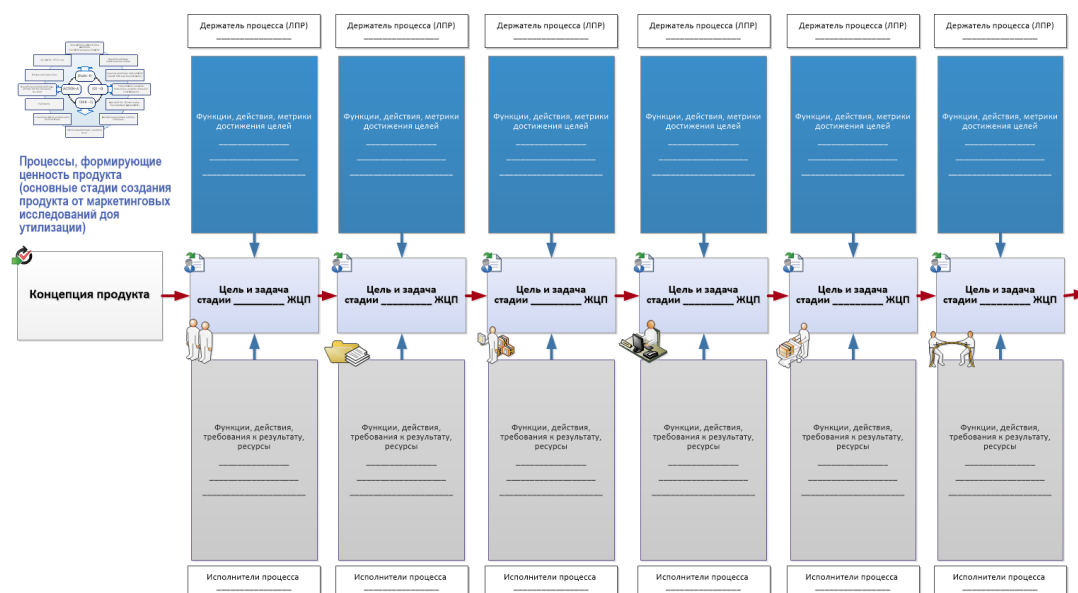 Держатель процесса (ЛПР)
________________
Держатель процесса (ЛПР)
________________
Держатель процесса (ЛПР)
________________
Держатель процесса (ЛПР)
________________
Держатель процесса (ЛПР)
________________
Держатель процесса (ЛПР)
________________
Функции, действия, метрики
достижения целей
Функции, действия, метрики
достижения целей
Функции, действия, метрики
достижения целей
Функции, действия, метрики
достижения целей
Функции, действия, метрики
достижения целей
Функции, действия, метрики
достижения целей
Процессы, формирующие
ценность продукта
(основные стадии создания
продукта от маркетинговых
исследований доя
утилизации)
Концепция продукта
Цель и задача
стадии _________ ЖЦП
Цель и задача
стадии _________ ЖЦП
Цель и задача
стадии _________ ЖЦП
Цель и задача
стадии _________ ЖЦП
Цель и задача
стадии _________ ЖЦП
Цель и задача
стадии _________ ЖЦП
Функции, действия,
требования к результату,
ресурсы
Функции, действия,
требования к результату,
ресурсы
Функции, действия,
требования к результату,
ресурсы
Функции, действия,
требования к результату,
ресурсы
Функции, действия,
требования к результату,
ресурсы
Функции, действия,
требования к результату,
ресурсы
Исполнители процесса
Исполнители процесса
Исполнители процесса
Исполнители процесса
Исполнители процесса
Исполнители процесса